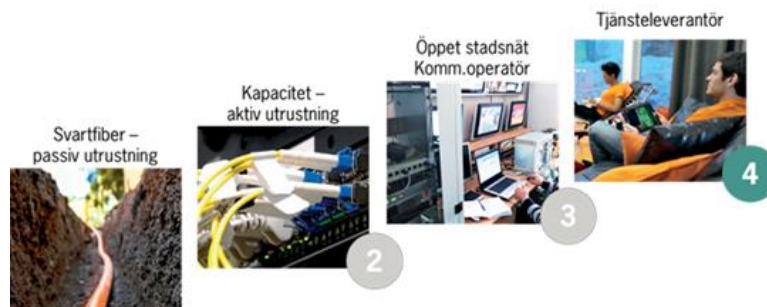 Svartfiber –
passiv utrustning
Kapacitet –
aktiv utrustning
2
Öppet stadsnät
Komm.operatör
3
Tjänsteleverantör
4